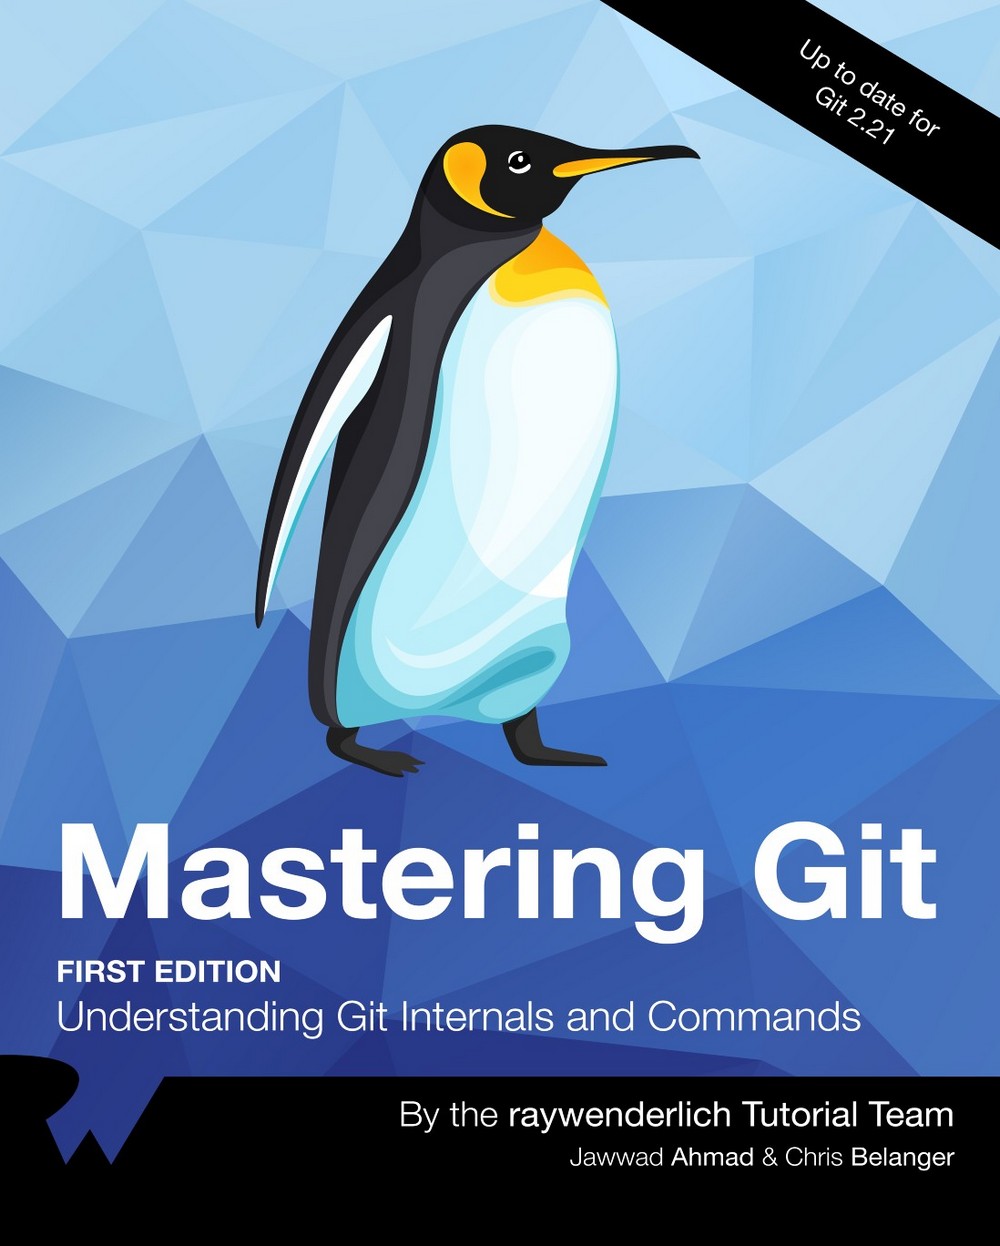 Up to date for
Git 2.21
Mastering Git
FIRST EDITION
Understanding Git Internals and Commands
By the raywenderlich Tutorial Team
Jawwad Ahmad & Chris Belanger